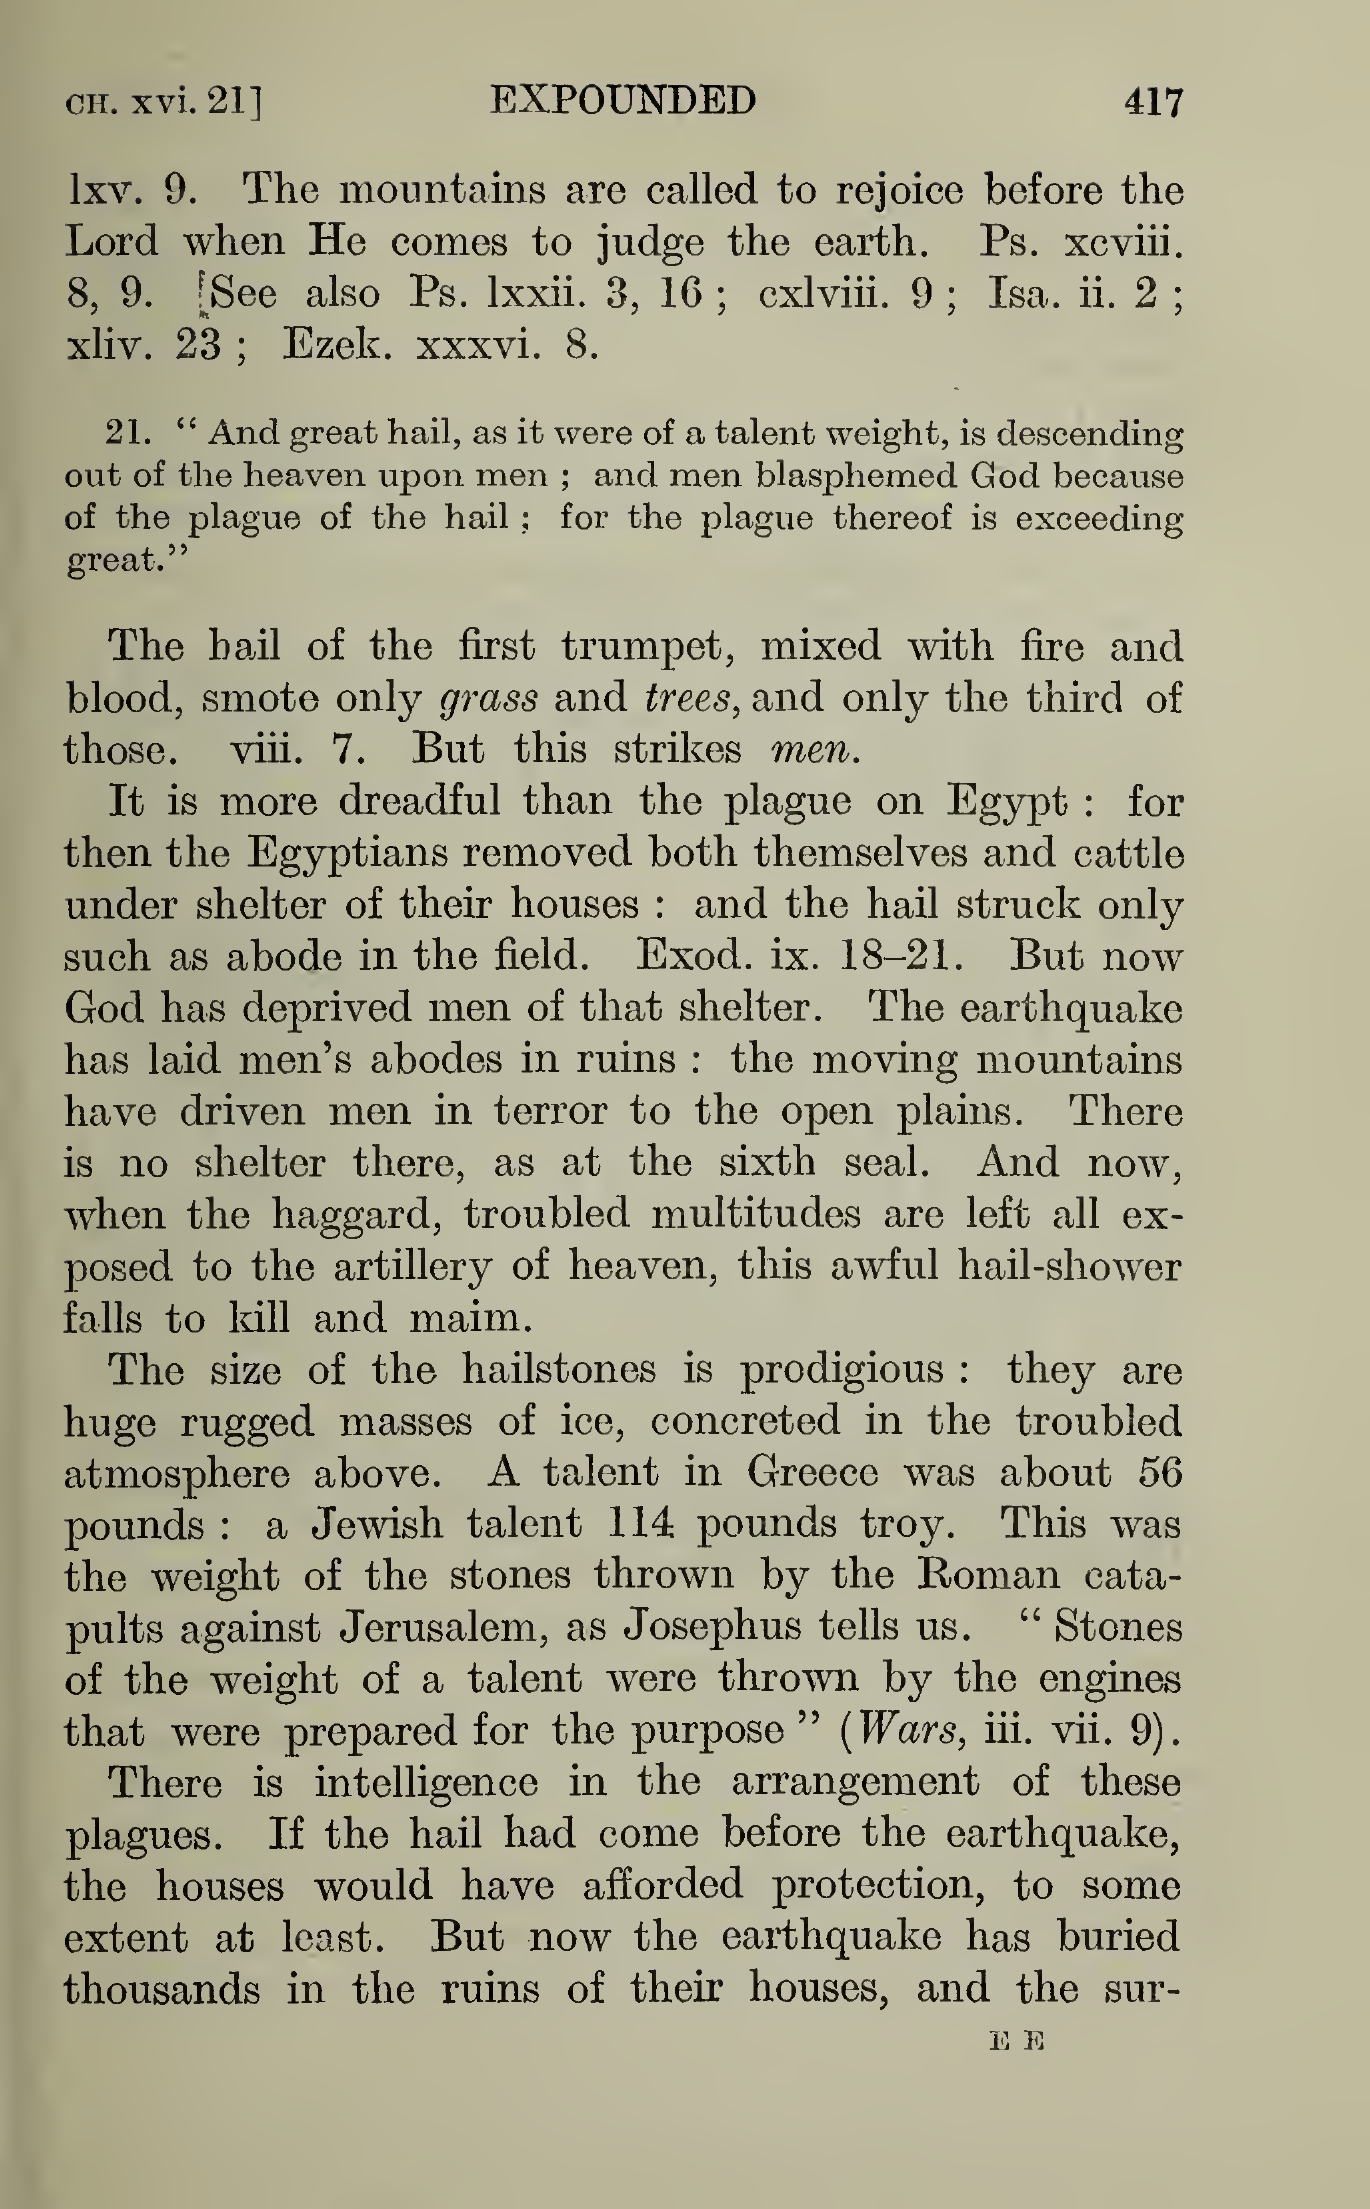 CH. xvi. 21] EXPOUNDED 417
lxv. 9. The mountains are called to rejoice before the
Lord when He comes to judge the earth. Ps. xcviii.
8, 9. [See also Ps. lxxii. 3, 16 ; cxlviii. 9 ; Isa. ii. 2 ;
xliv. 23 ; Ezek. xxxvi. 8.
21. “ And great hail, as it were of a talent weight, is descending
out of the heaven upon men ; and men blasphemed God because
of the plague of the hail ; for the plague thereof is exceeding
great.”
The hail of the first trumpet, mixed with fire and
blood, smote only grass and trees, and only the third of
those. viii. 7. But this strikes men.
It is more dreadful than the plague on Egypt : for
then the Egyptians removed both themselves and cattle
under shelter of their houses : and the hail struck only
such as abode in the field. Exod. ix. 18–21. But now
God has deprived men of that shelter. The earthquake
has laid men’s abodes in ruins : the moving mountains
have driven men in terror to the open plains. There
is no shelter there, as at the sixth seal. And now,
when the haggard, troubled multitudes are left all ex-
posed to the artillery of heaven, this awful hail-shower
falls to kill and maim.
The size of the hailstones is prodigious : they are
huge rugged masses of ice, concreted in the troubled
atmosphere above. A talent in Greece was about 56
pounds : a Jewish talent 114 pounds troy. This was
the weight of the stones thrown by the Roman cata-
pults against Jerusalem, as Josephus tells us. “ Stones
of the weight of a talent were thrown by the engines
that were prepared for the purpose ” (Wars, iii. vii. 9).
There is intelligence in the arrangement of these
plagues. If the hail had come before the earthquake,
the houses would have afforded protection, to some
extent at least. But now the earthquake has buried
thousands in the ruins of their houses, and the sur-
E E